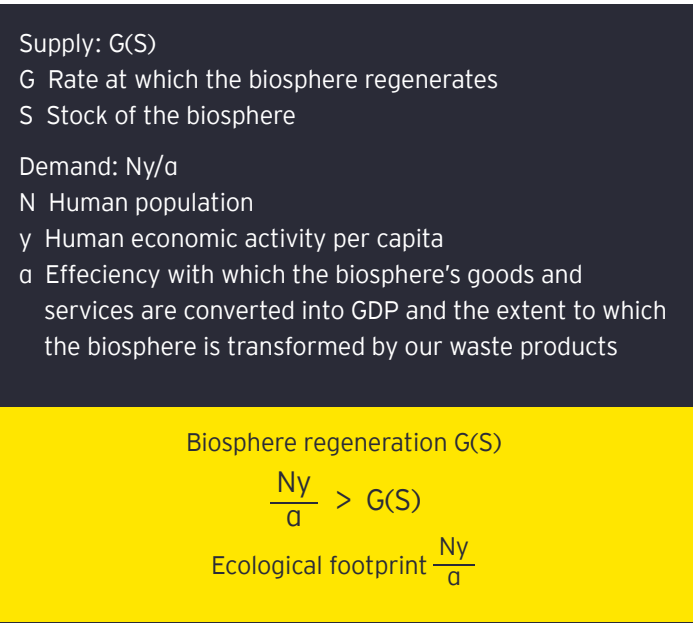 Supply: G(S)
G Rate at which the biosphere regenerates
S Stock of the biosphere
Demand: Ny/ɑ
N Human population
y Human economic activity per capita
ɑ Effeciency with which the biosphere's goods and
services are converted into GDP and the extent to which
the biosphere is transformed by our waste products
Biosphere regeneration G(S)
Ny/ɑ > G(S)
Ecological footprint Ny/ɑ